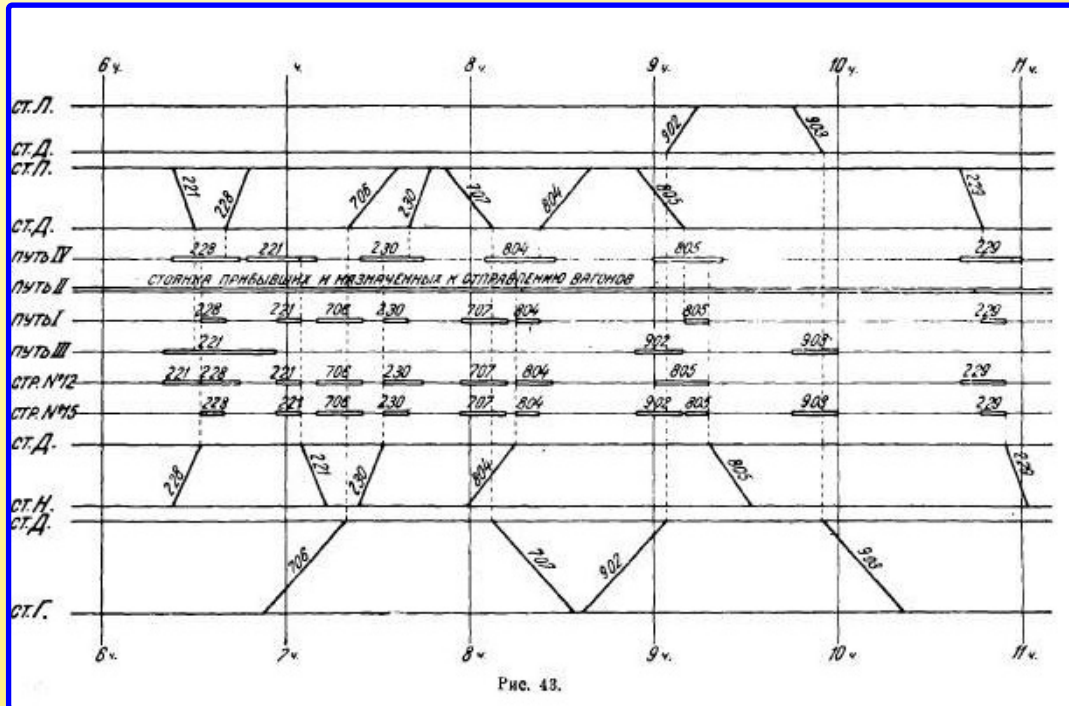 6 ч. ч. 8 ч. 9 ч. 10 ч. 11 ч.
СТ. Л.
902 903
СТ. Д.
СТ. П.
221 228 706 230 707 804 805 229
СТ. Д.
ПУТЬ IV 228 221 230 804 805 229
ПУТЬ II СТОЯНКА ПРИБЫВШИХ И НАЗНАЧЕННЫХ К ОТПРАВЛЕНИЮ ВАГОНОВ
ПУТЬ I 228 221 706 230 707 804 805 229
ПУТЬ III 221 902 903
СТР. №12 221 228 221 706 230 707 804 805 229
СТР. №15 228 221 706 230 707 804 902 805 903 229
СТ. Д.
228 221 230 804 805 229
СТ. Н.
СТ. Д.
706 707 902 903
СТ. Г.
6 ч. 7 ч. 8 ч. 9 ч. 10 ч. 11 ч.
Рис. 43.